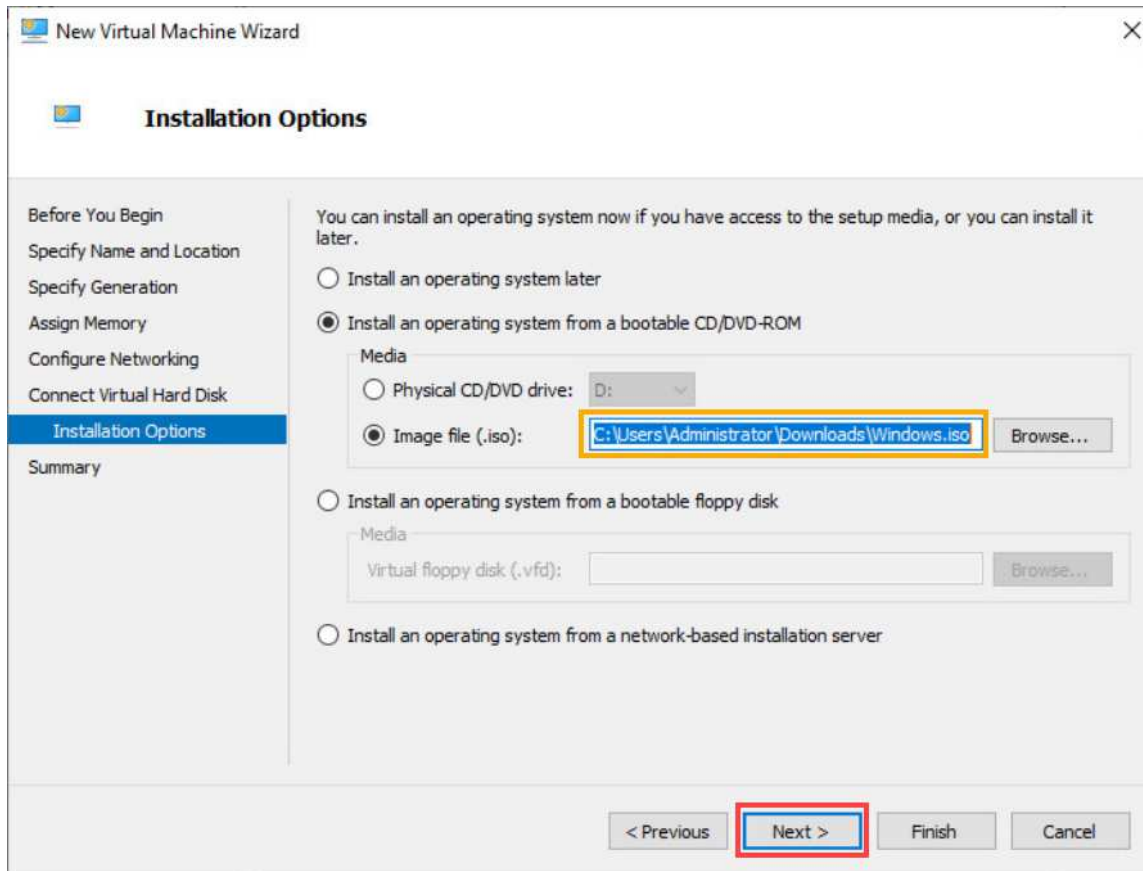 New Virtual Machine Wizard
Installation Options
Before You Begin
Specify Name and Location
Specify Generation
Assign Memory
Configure Networking
Connect Virtual Hard Disk
Installation Options
Summary
You can install an operating system now if you have access to the setup media, or you can install it
later.
Install an operating system later
Install an operating system from a bootable CD/DVD-ROM
Media
Physical CD/DVD drive: D:
Image file (.iso): C:\Users\Administrator\Downloads\Windows.iso Browse...
Install an operating system from a bootable floppy disk
Media
Virtual floppy disk (.vfd): Browse...
Install an operating system from a network-based installation server
< Previous Next > Finish Cancel